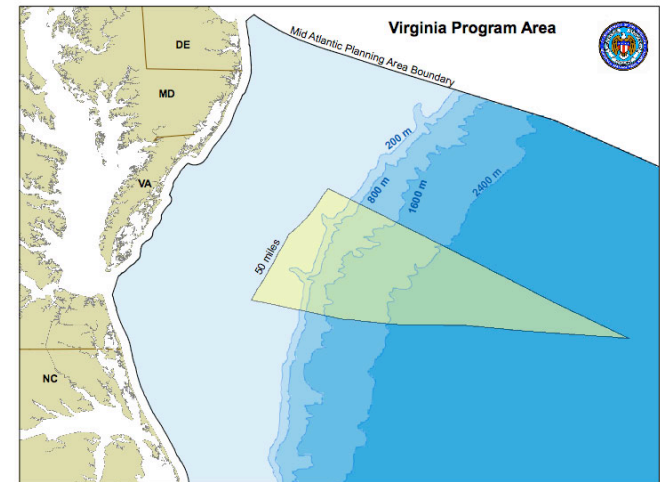 Virginia Program Area
Mid Atlantic Planning Area Boundary
DE
MD
VA
NC
200 m
800 m
1600 m
2400 m
50 miles